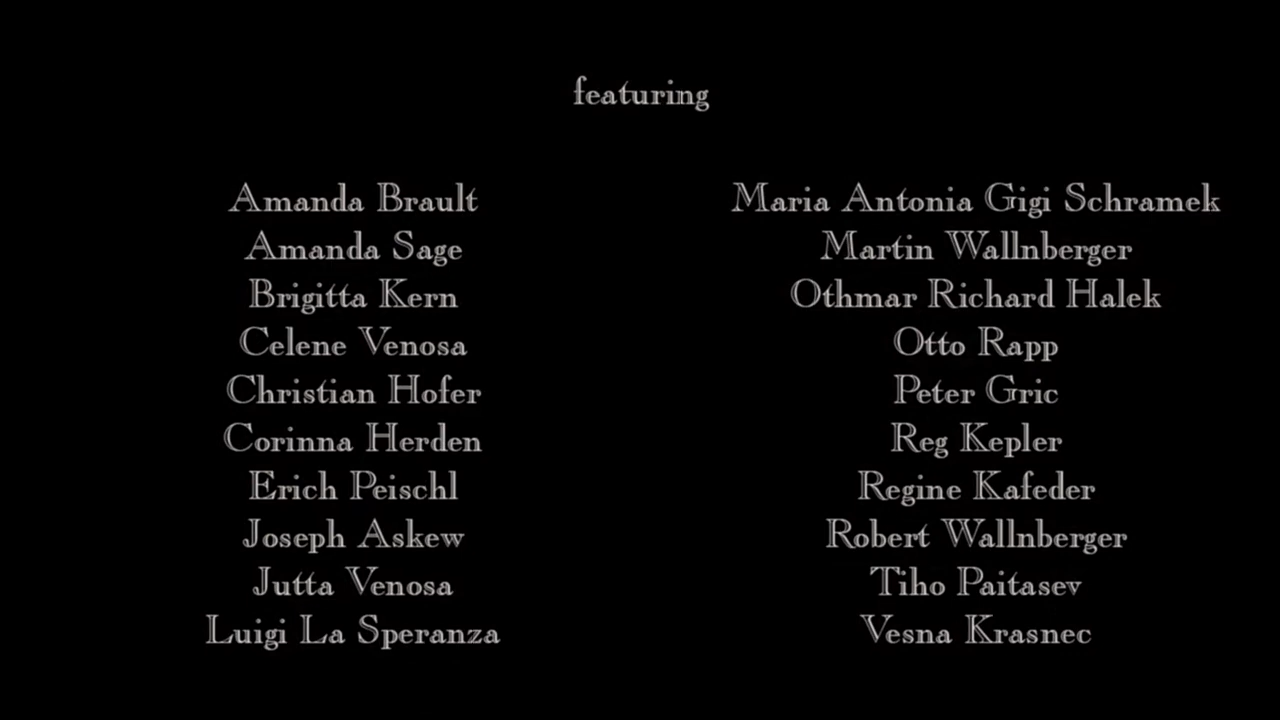 featuring
Amanda Brault
Amanda Sage
Brigitta Kern
Celene Venosa
Christian Hofer
Corinna Herden
Erich Peischl
Joseph Askew
Jutta Venosa
Luigi La Speranza
Maria Antonia Gigi Schramek
Martin Wallnberger
Othmar Richard Halek
Otto Rapp
Peter Gric
Reg Kepler
Regine Kafeder
Robert Wallnberger
Tiho Paitasev
Vesna Krasnec